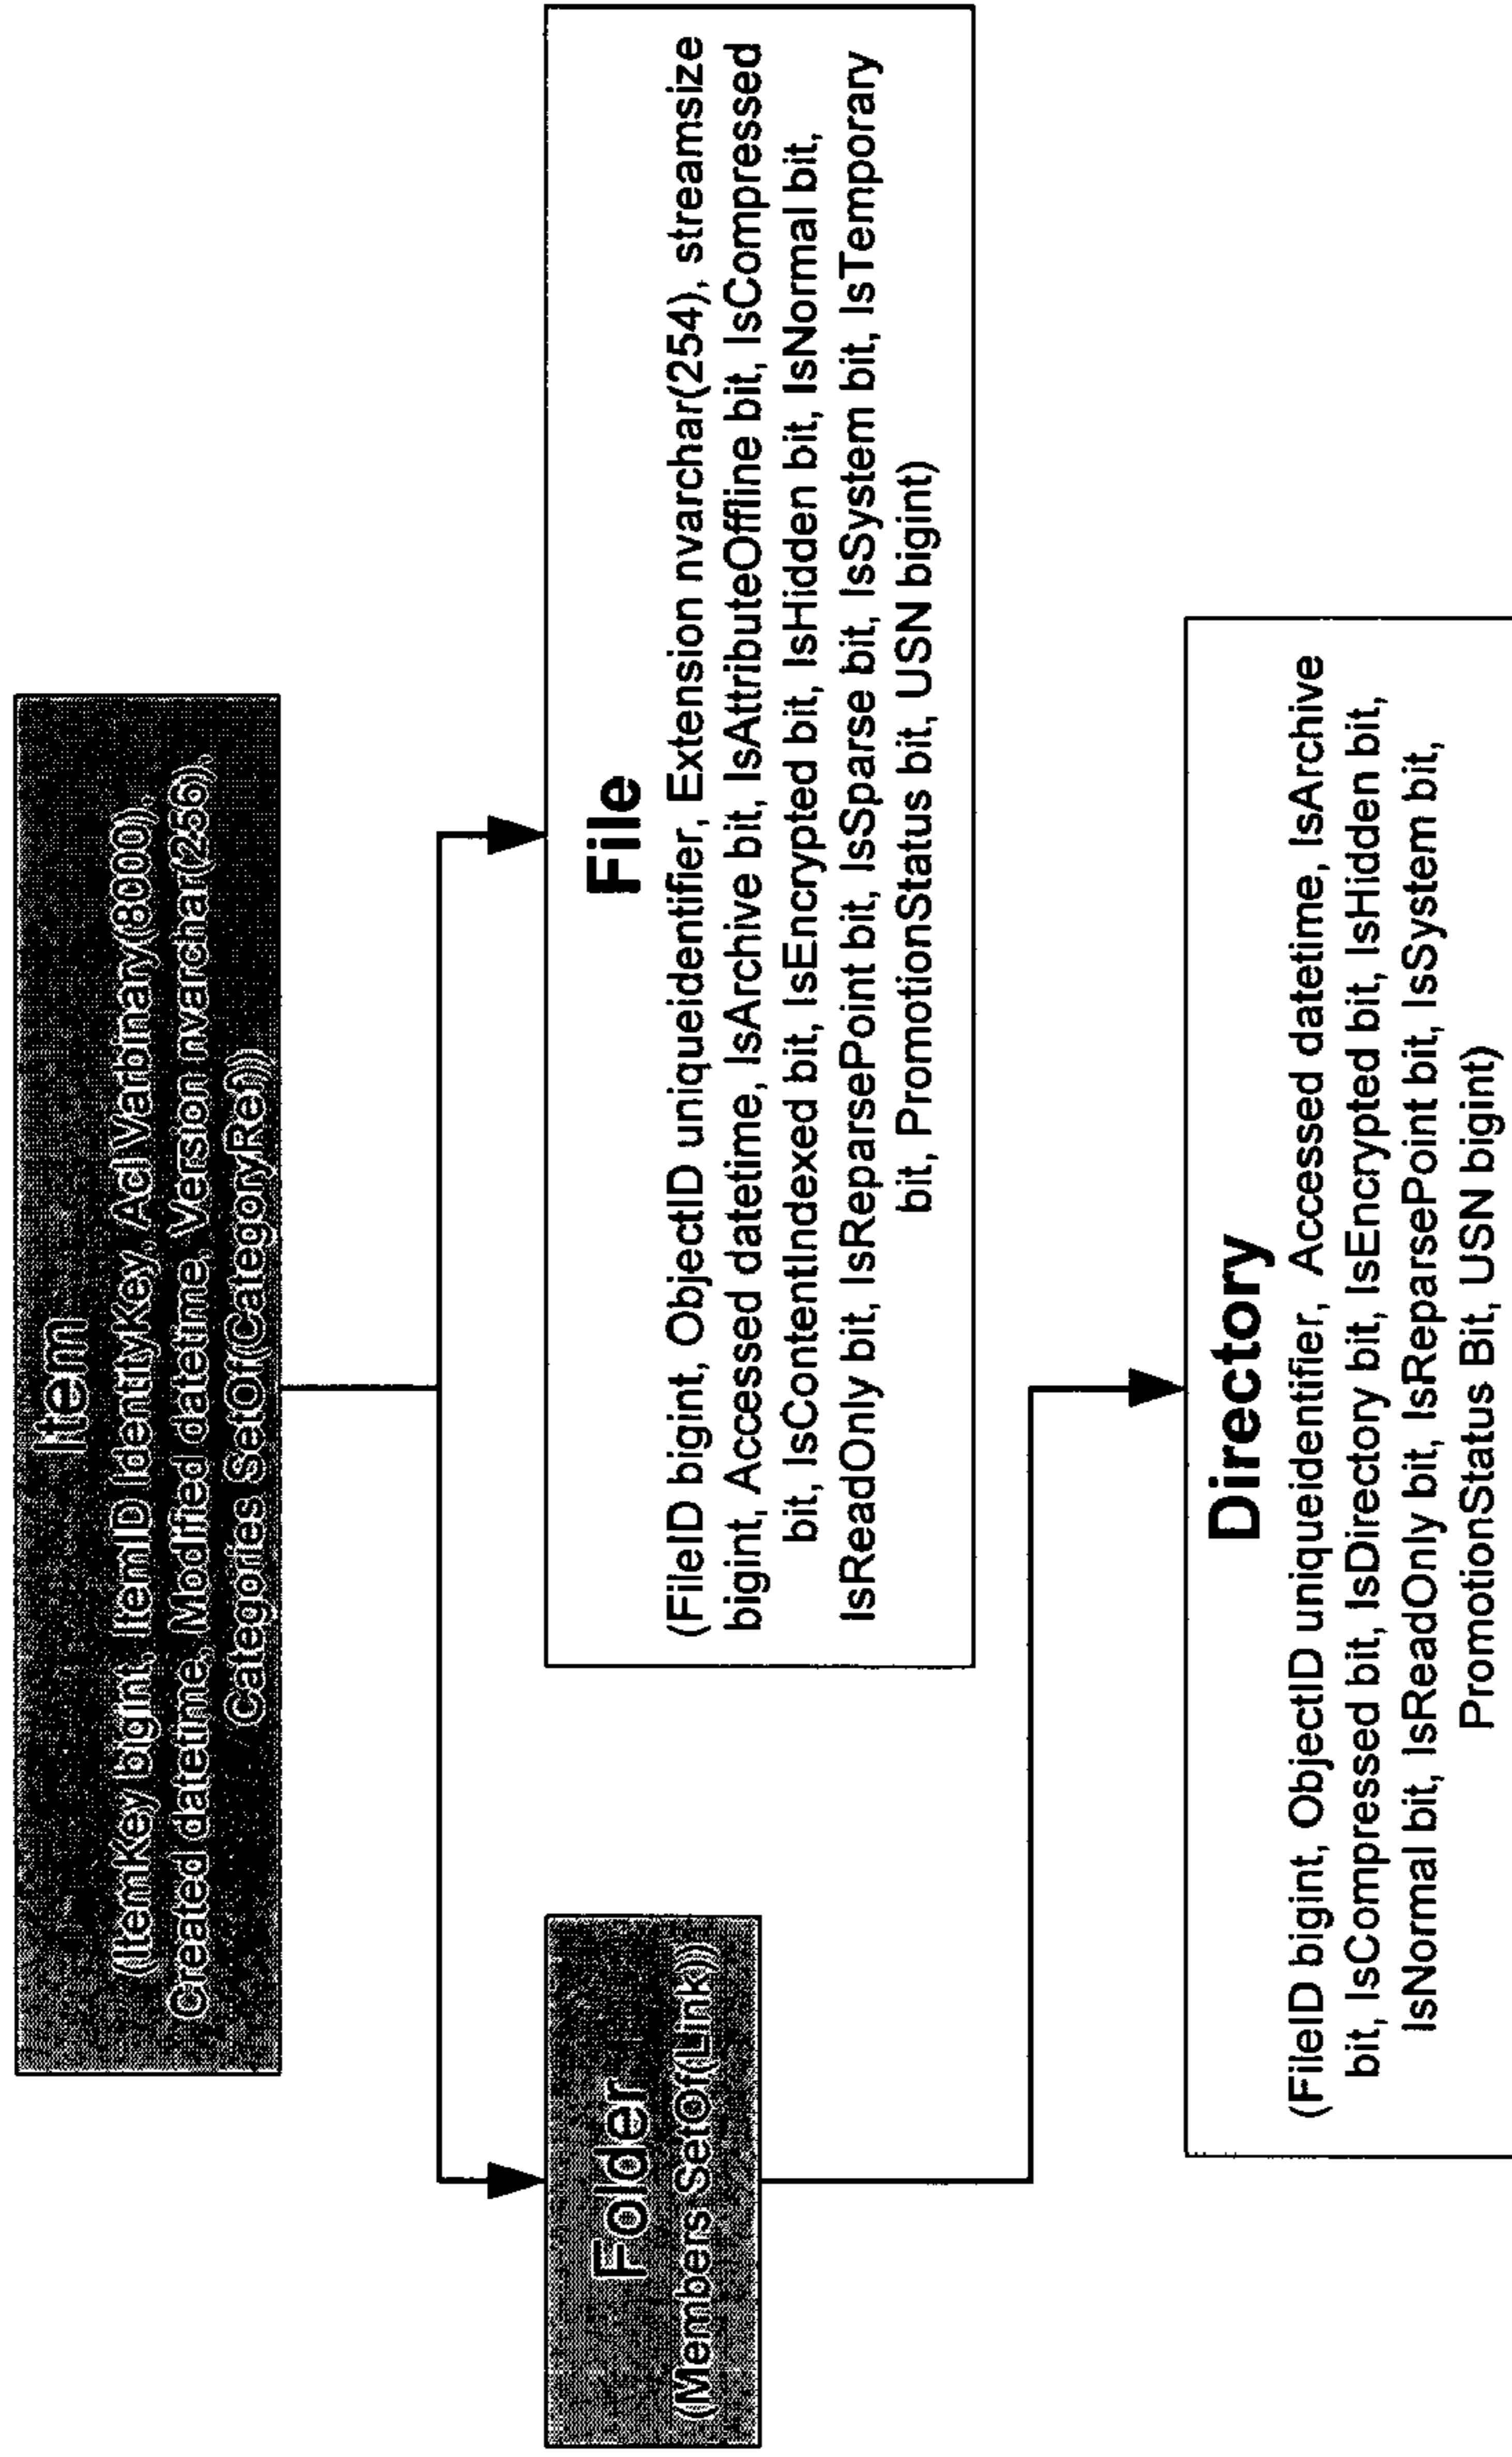 Item
(ItemKey bigint, ItemID IdentityKey, Acl Varbinary(8000),
Created datetime, Modified datetime, Version nvarchar(256),
Categories SetOf(CategoryRef))
Folder
(Members SetOf(Link))
File
(FileID bigint, ObjectID uniqueidentifier, Extension nvarchar(254), streamsize
bigint, Accessed datetime, IsArchive bit, IsAttributeOffline bit, IsCompressed
bit, IsContentIndexed bit, IsEncrypted bit, IsHidden bit, IsNormal bit,
IsReadOnly bit, IsReparsePoint bit, IsSparse bit, IsSystem bit, IsTemporary
bit, PromotionStatus bit, USN bigint)
Directory
(FileID bigint, ObjectID uniqueidentifier, Accessed datetime, IsArchive
bit, IsCompressed bit, IsDirectory bit, IsEncrypted bit, IsHidden bit,
IsNormal bit, IsReadOnly bit, IsReparsePoint bit, IsSystem bit,
PromotionStatus Bit, USN bigint)